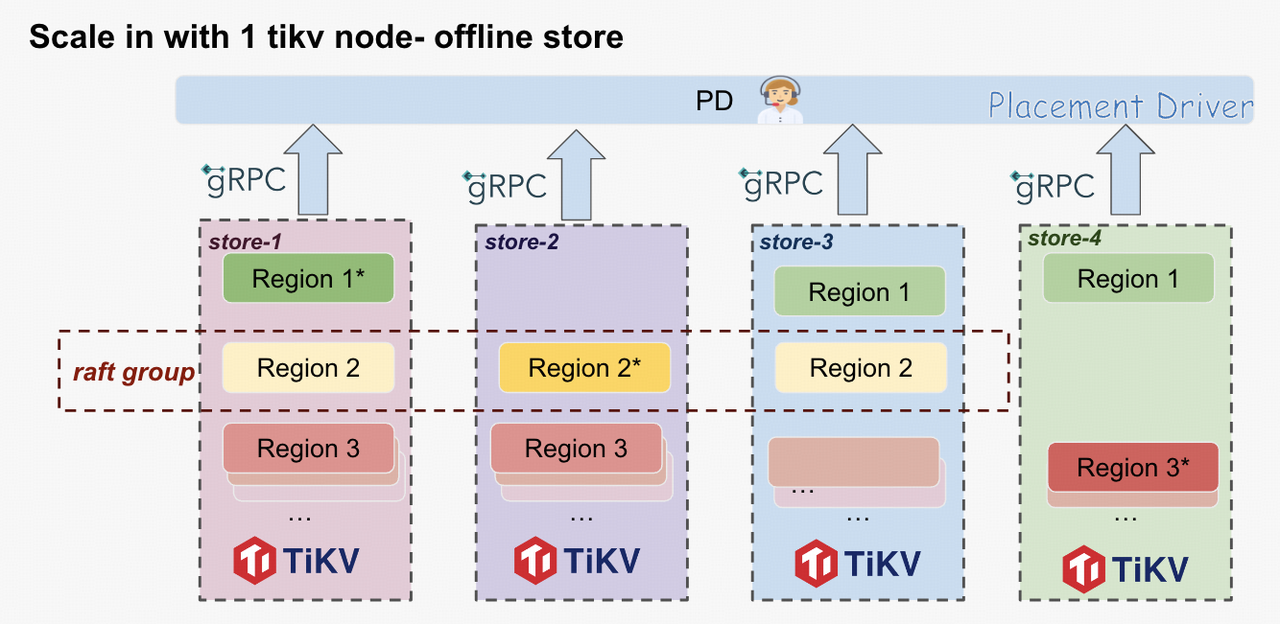 Scale in with 1 tikv node- offline store
PD
Placement Driver
gRPC
gRPC
gRPC
gRPC
store-1
store-2
store-3
store-4
Region 1*
Region 1
Region 1
raft group
Region 2
Region 2*
Region 2
Region 3
Region 3
...
Region 3*
...
...
...
...
TiKV
TiKV
TiKV
TiKV